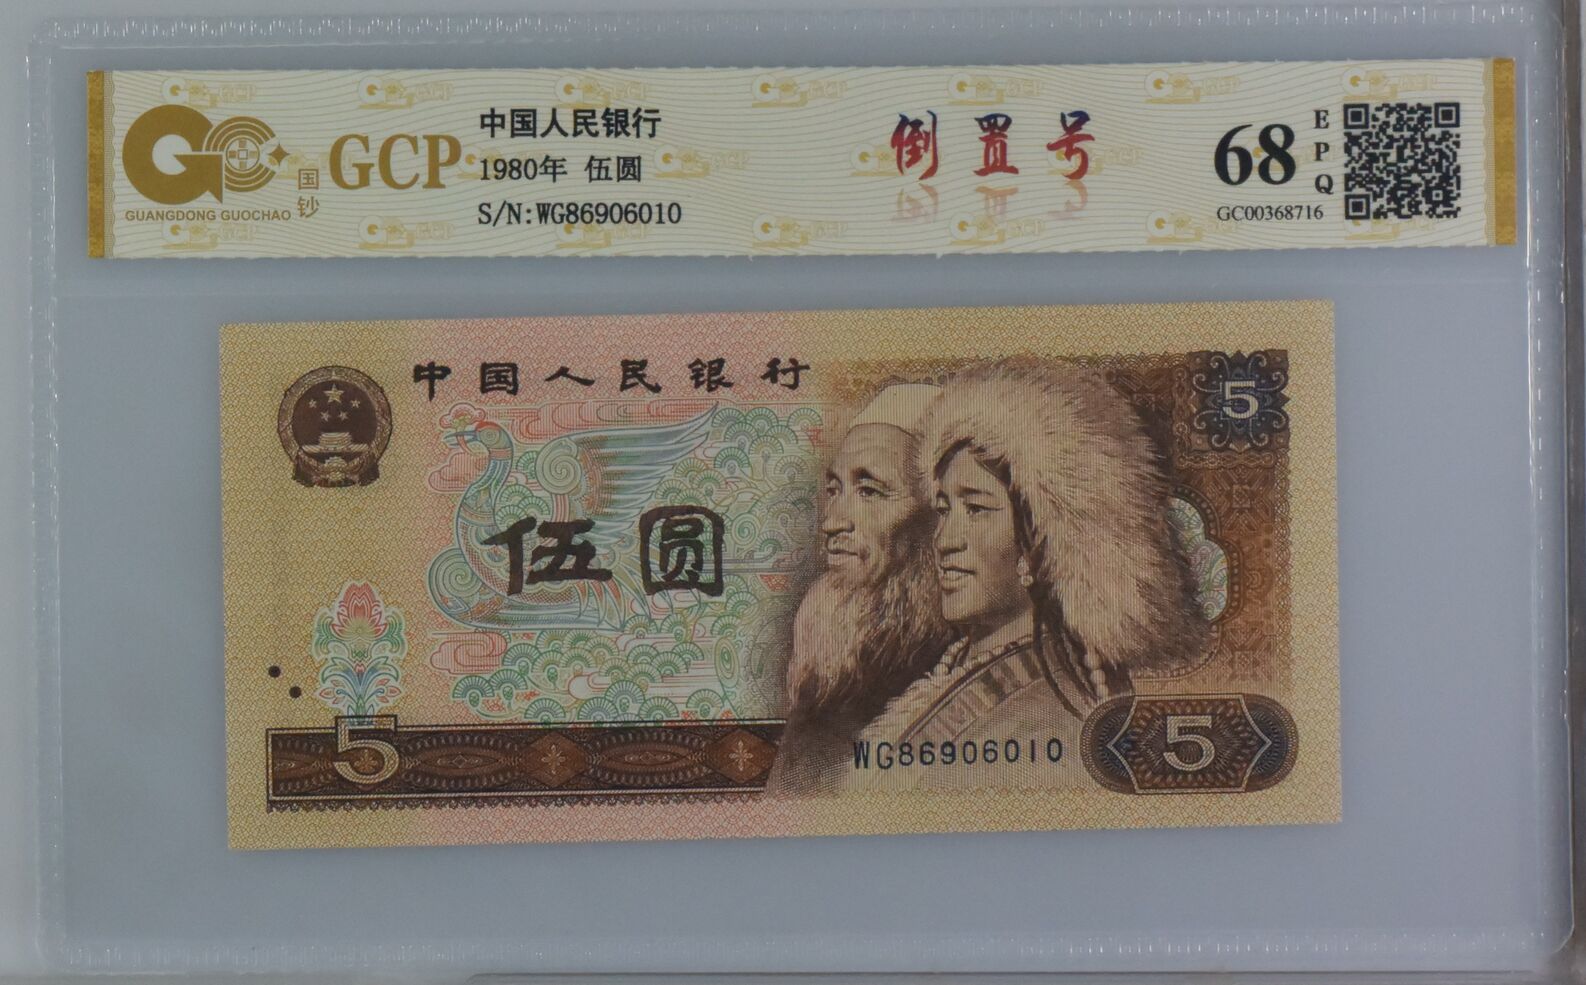 GCP
国钞
GUANGDONG GUOCHAO
中国人民银行
1980年 伍圆
S/N:WG86906010
倒置号
68
EPQ
GC00368716
中国人民银行
5
伍圆
5
WG86906010
5